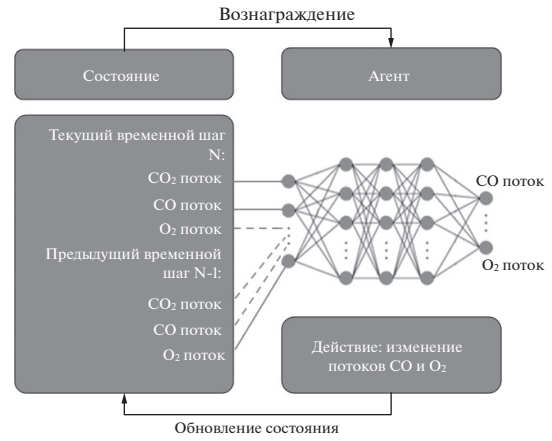 Вознаграждение
Состояние
Агент
Текущий временной шаг
N:
CO₂ поток
CO поток
O₂ поток
Предыдущий временной
шаг N-1:
CO₂ поток
CO поток
O₂ поток
CO поток
O₂ поток
Действие: изменение
потоков CO и O₂
Обновление состояния